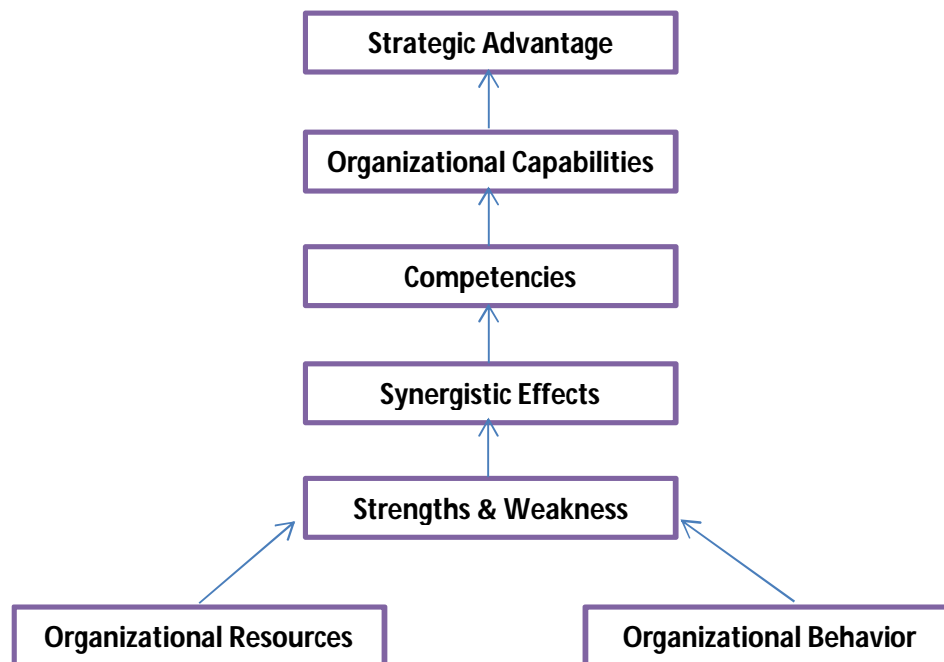 Strategic Advantage
Organizational Capabilities
Competencies
Synergistic Effects
Strengths & Weakness
Organizational Resources
Organizational Behavior